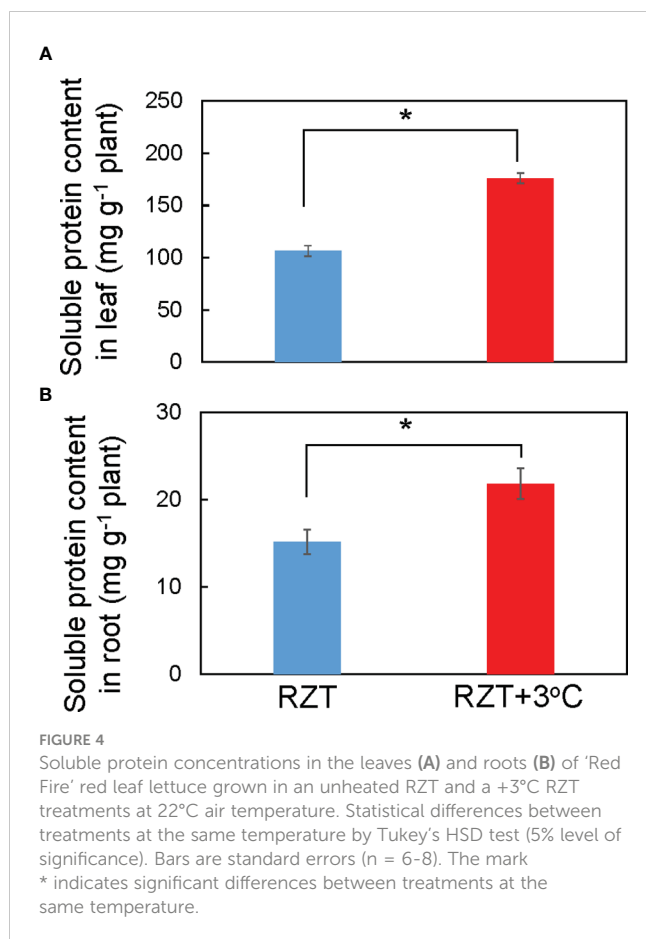 A
Soluble protein content
in leaf (mg g⁻¹ plant)
250
200
150
100
50
0
*
B
Soluble protein content
in root (mg g⁻¹ plant)
30
20
10
0
*
RZT
RZT+3°C
FIGURE 4
Soluble protein concentrations in the leaves (A) and roots (B) of ‘Red
Fire’ red leaf lettuce grown in an unheated RZT and a +3°C RZT
treatments at 22°C air temperature. Statistical differences between
treatments at the same temperature by Tukey’s HSD test (5% level of
significance). Bars are standard errors (n = 6-8). The mark
* indicates significant differences between treatments at the
same temperature.